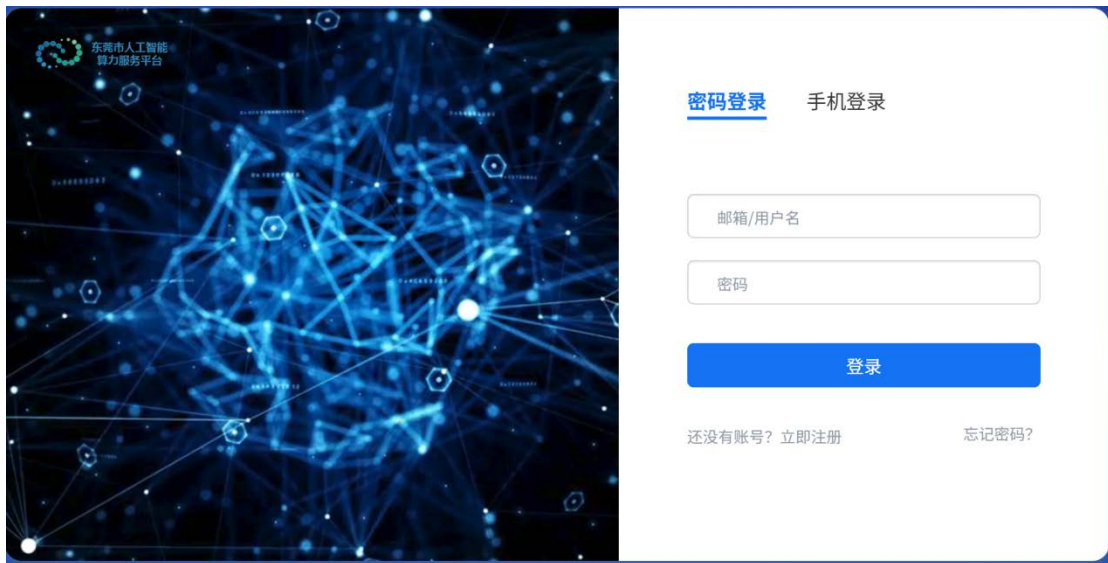 东莞市人工智能
算力服务平台
密码登录
手机登录
邮箱/用户名
密码
登录
还没有账号？立即注册
忘记密码？